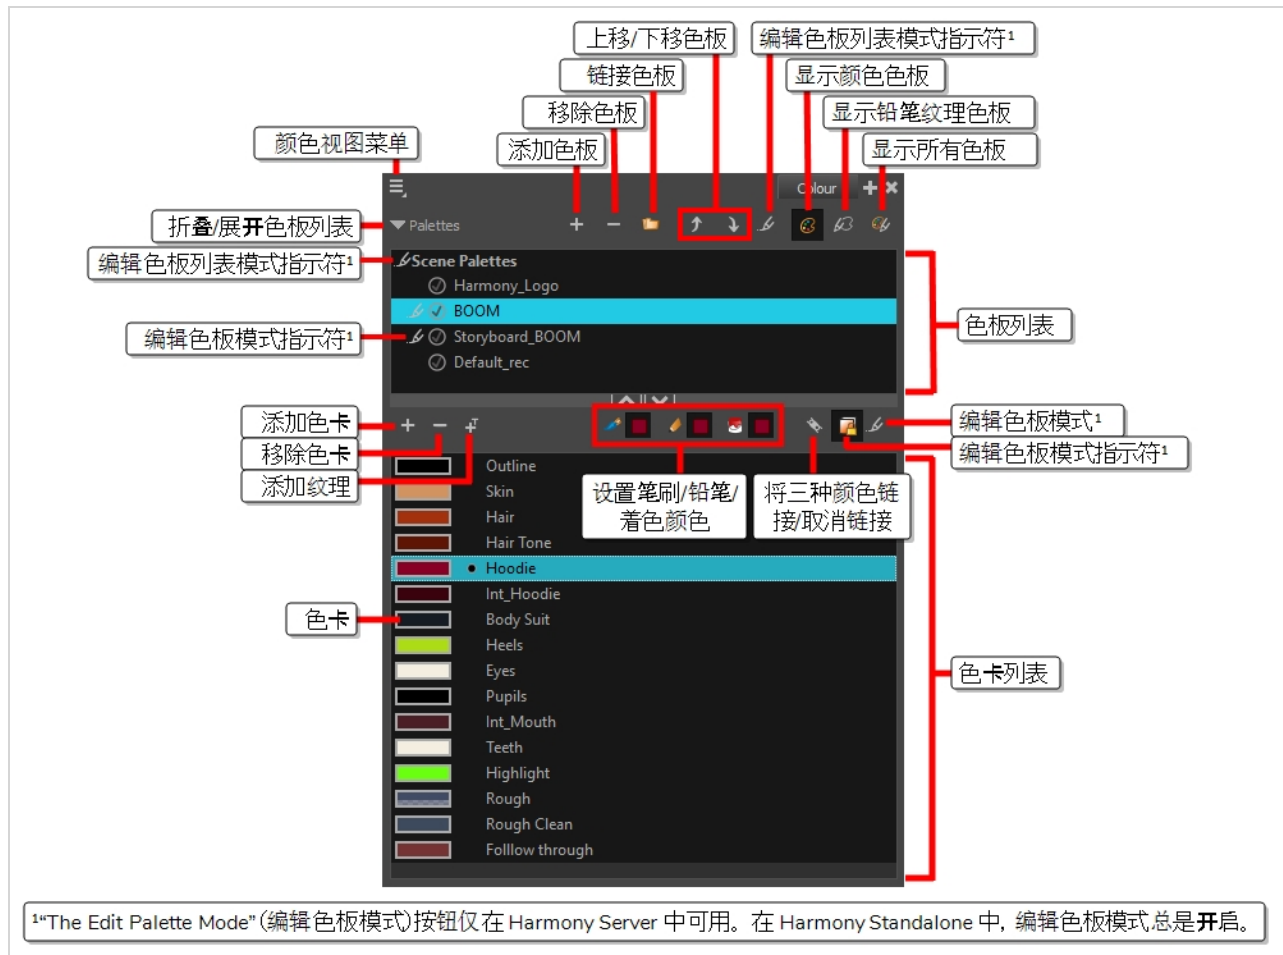 上移/下移色板
编辑色板列表模式指示符¹
链接色板
显示颜色色板
移除色板
显示铅笔纹理色板
颜色视图菜单
添加色板
显示所有色板
Colour
折叠/展开色板列表
Palettes
编辑色板列表模式指示符¹
Scene Palettes
Harmony_Logo
BOOM
色板列表
编辑色板模式指示符¹
Storyboard_BOOM
Default_rec
添加色卡
编辑色板模式¹
移除色卡
编辑色板模式指示符¹
添加纹理
Outline
Skin
设置笔刷/铅笔/
着色颜色
将三种颜色链
接/取消链接
Hair
Hair Tone
Hoodie
Int_Hoodie
色卡
Body Suit
Heels
Eyes
色卡列表
Pupils
Int_Mouth
Teeth
Highlight
Rough
Rough Clean
Folllow through
¹“The Edit Palette Mode”(编辑色板模式)按钮仅在 Harmony Server 中可用。在 Harmony Standalone 中, 编辑色板模式总是开启。